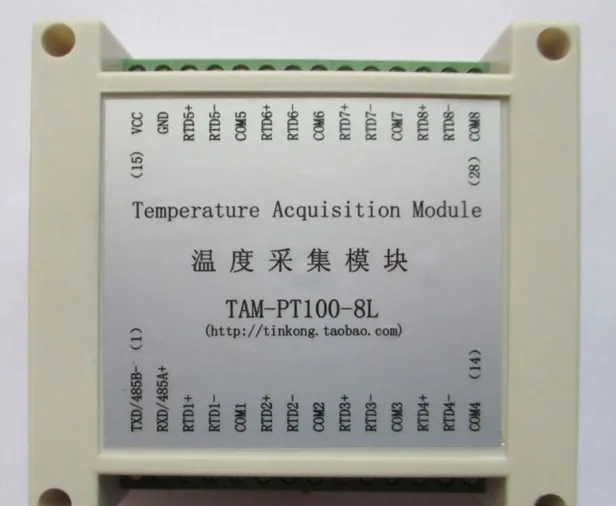 VCC
GND
RTD5+
RTD5-
COM5
RTD6+
RTD6-
COM6
RTD7+
RTD7-
COM7
RTD8+
RTD8-
COM8
(15)
(28)
Temperature Acquisition Module
温度采集模块
TAM-PT100-8L
(http://tinkong.taobao.com)
(1)
(14)
TXD/485B-
RXD/485A+
RTD1+
RTD1-
COM1
RTD2+
RTD2-
COM2
RTD3+
RTD3-
COM3
RTD4+
RTD4-
COM4